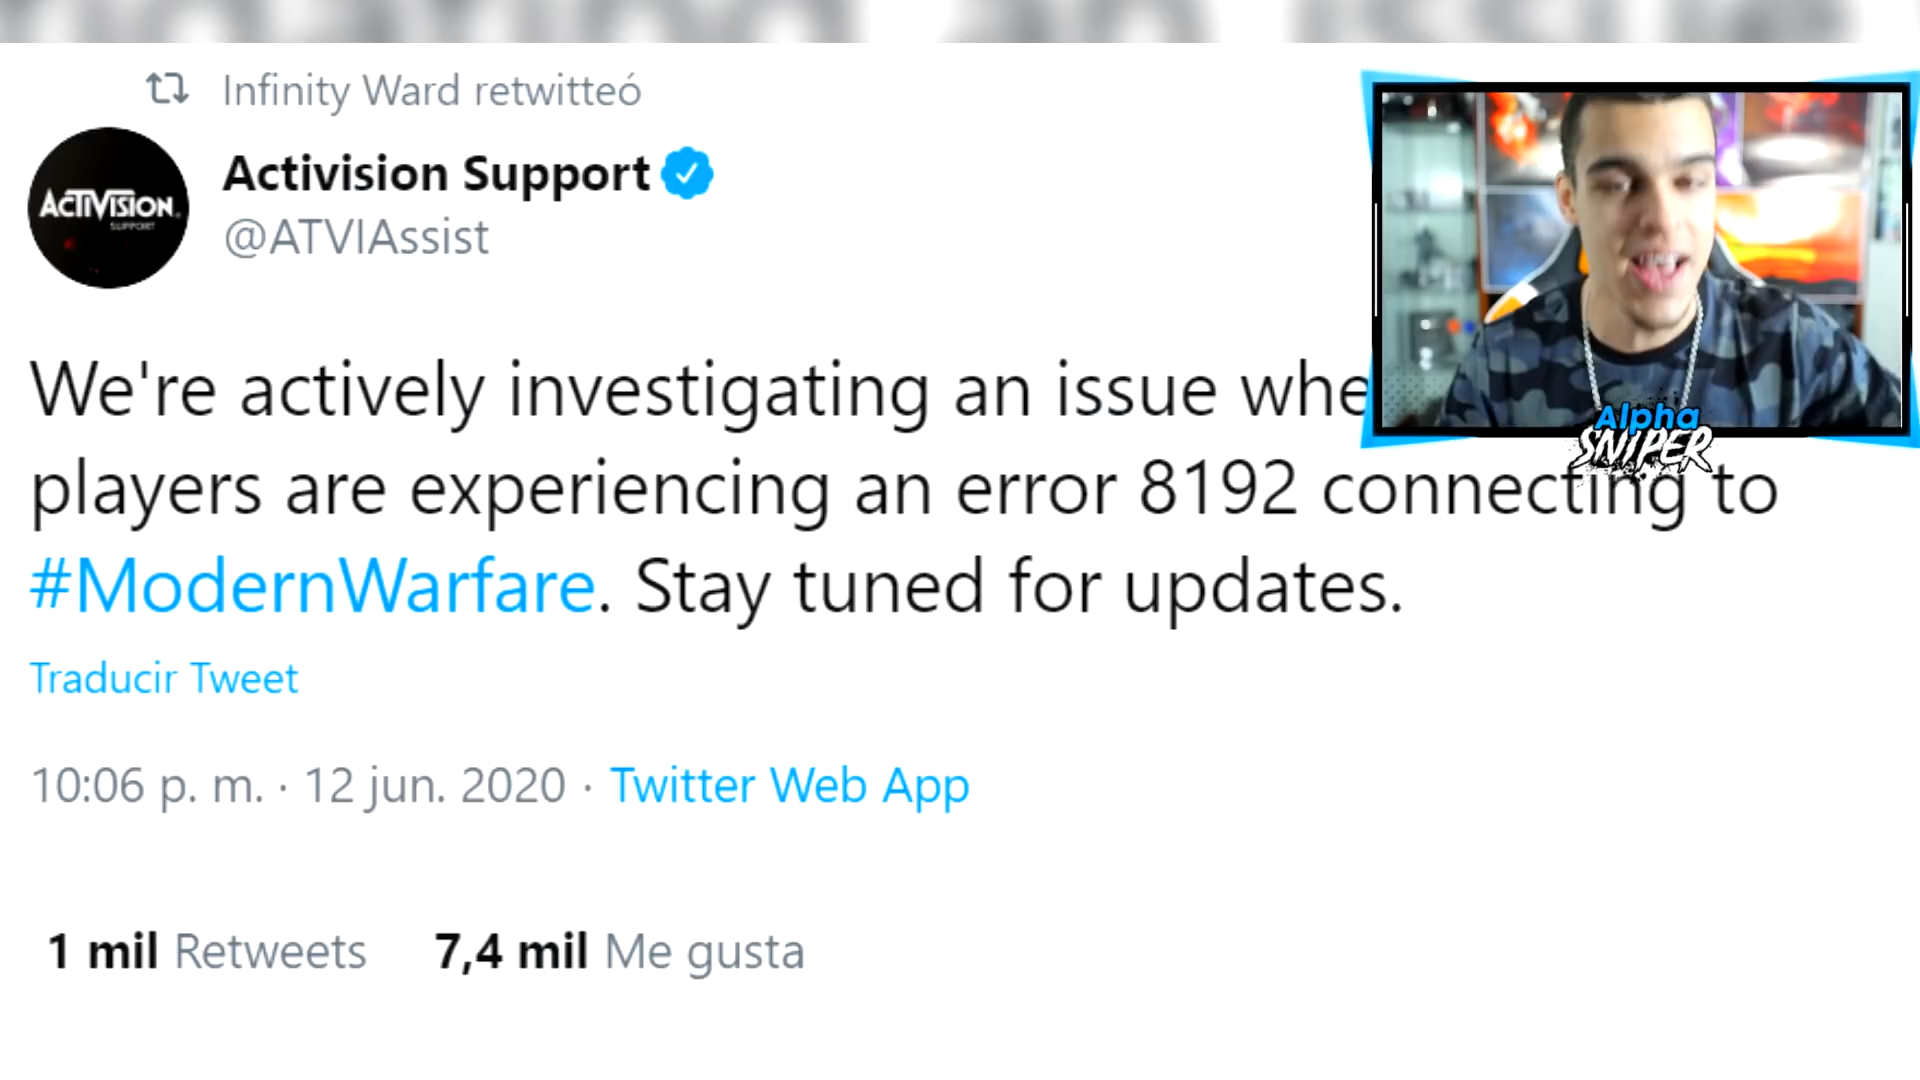 Infinity Ward retwitteó
ACTIVISION
SUPPORT
Activision Support
@ATVIAssist
We're actively investigating an issue whe
players are experiencing an error 8192 connecting to
#ModernWarfare. Stay tuned for updates.
Traducir Tweet
10:06 p. m. · 12 jun. 2020 · Twitter Web App
1 mil Retweets 7,4 mil Me gusta
Alpha
SNIPER